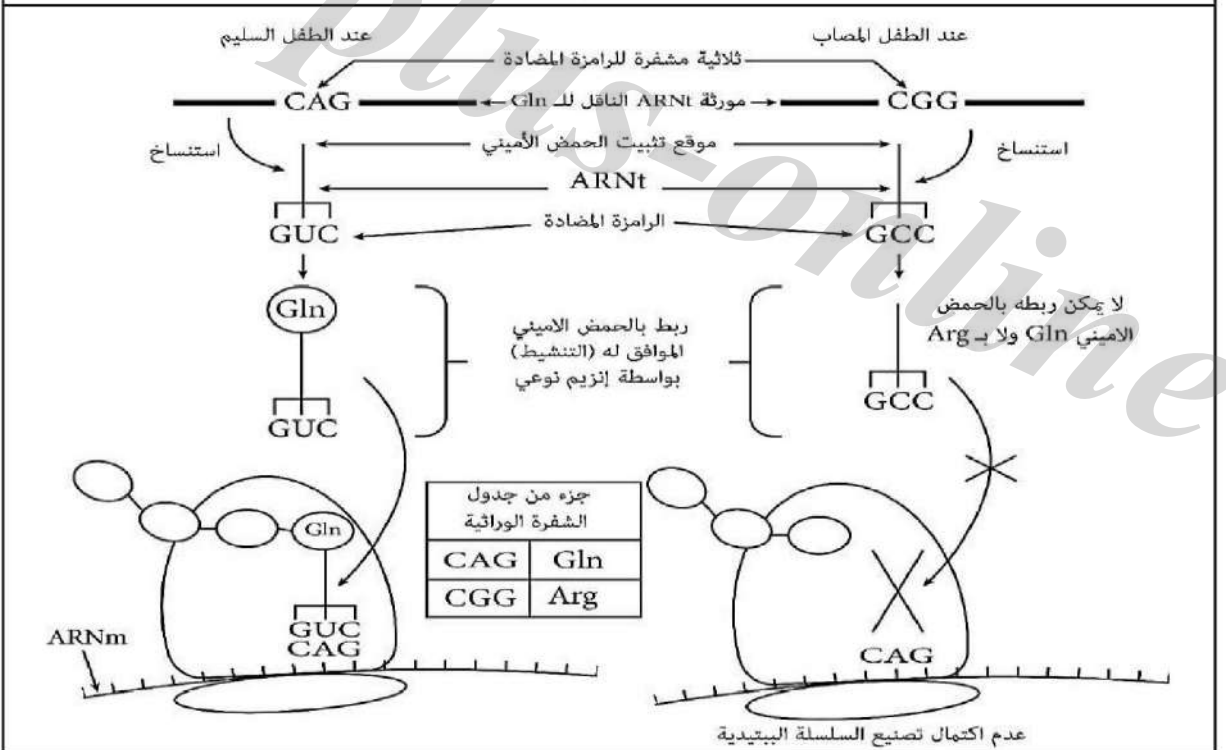 عند الطفل السليم
عند الطفل المصاب
ثلاثية مشفرة للرامزة المضادة
CAG
مورثة ARNt الناقل للـ Gln
CGG
استنساخ
موقع تثبيت الحمض الأميني
استنساخ
ARNt
الرامزة المضادة
GUC
GCC
Gln
ربط بالحمض الاميني
الموافق له (التنشيط)
بواسطة إنزيم نوعي
لا يمكن ربطه بالحمض
الاميني Gln ولا بـ Arg
GUC
GCC
جزء من جدول
الشفرة الوراثية
CAG Gln
CGG Arg
Gln
GUC
CAG
ARNm
CAG
عدم اكتمال تصنيع السلسلة الببتيدية
plus-online